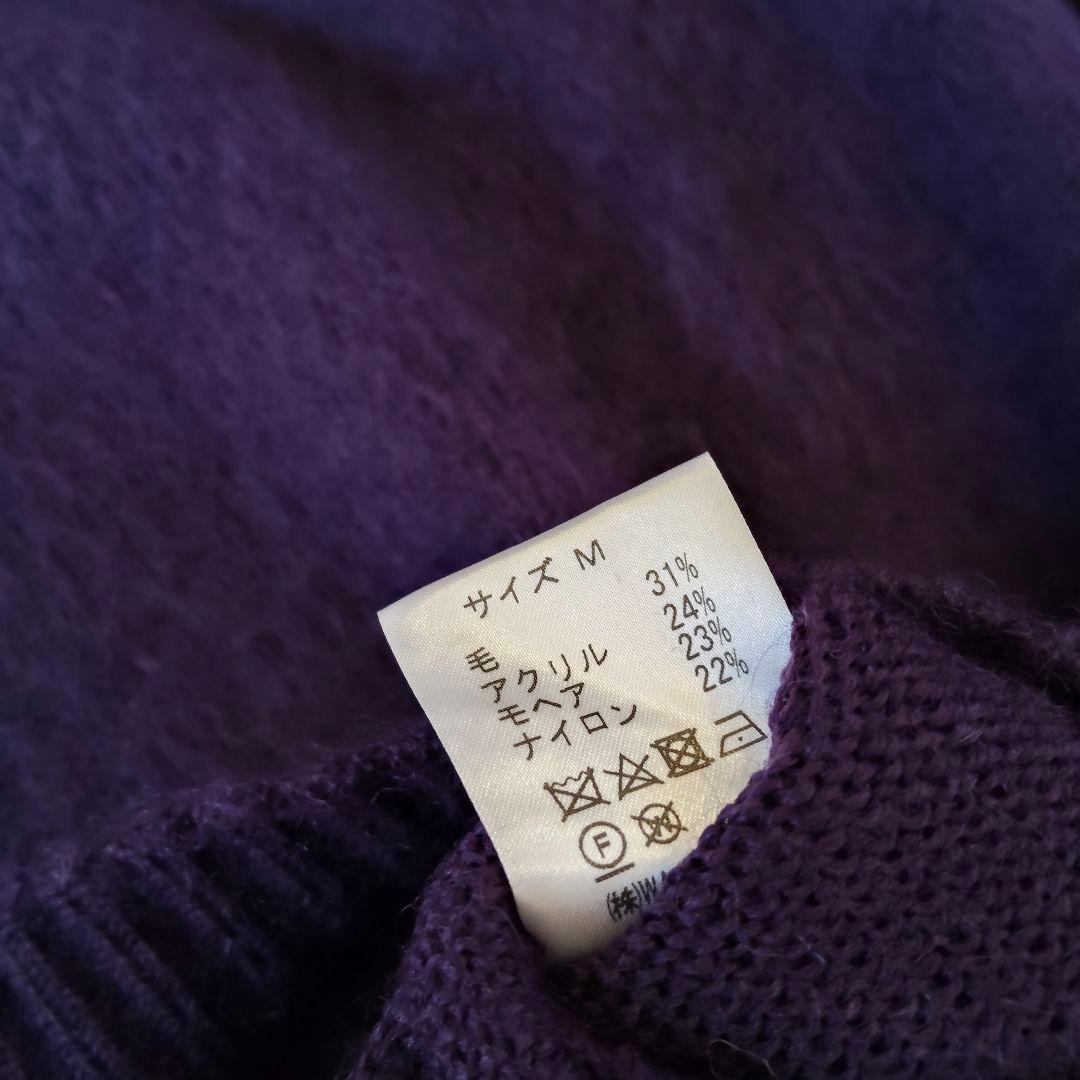 サイズ M
毛 31%
アクリル 24%
モヘア 23%
ナイロン 22%
F W
(株)